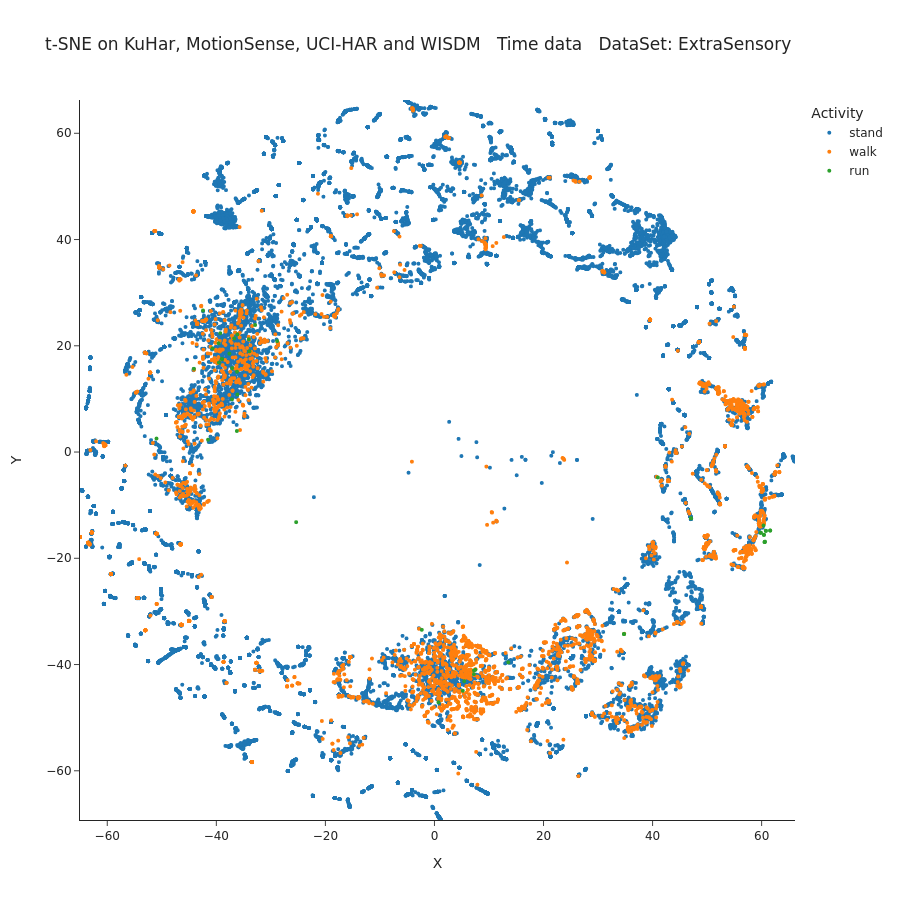 t-SNE on KuHar, MotionSense, UCI-HAR and WISDM   Time data   DataSet: ExtraSensory
Activity
stand
walk
run
60
40
20
0
−20
−40
−60
Y
−60
−40
−20
0
20
40
60
X